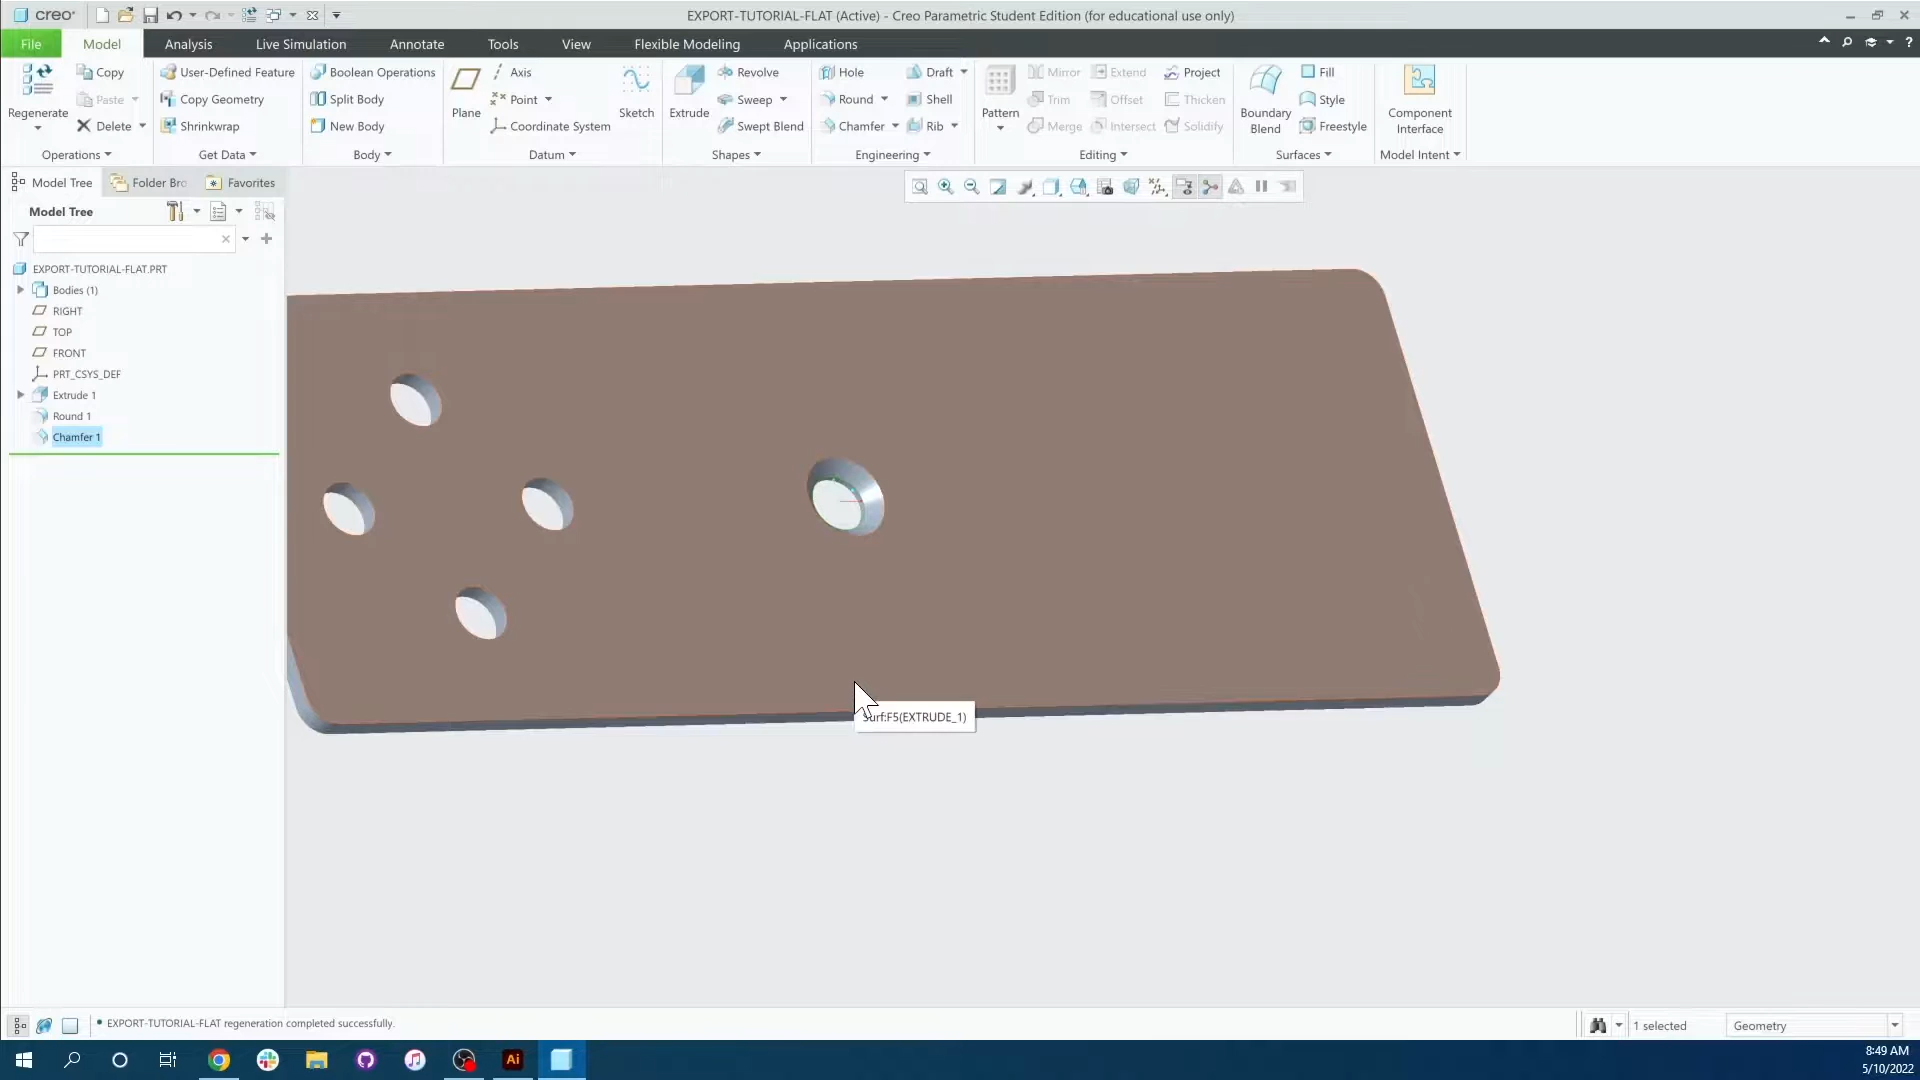 creo
EXPORT-TUTORIAL-FLAT (Active) - Creo Parametric Student Edition (for educational use only)
File Model Analysis Live Simulation Annotate Tools View Flexible Modeling Applications
Regenerate
Copy
Paste
Delete
Operations
User-Defined Feature
Copy Geometry
Shrinkwrap
Get Data
Boolean Operations
Split Body
New Body
Body
Plane
Axis
Point
Coordinate System
Sketch
Datum
Extrude
Revolve
Sweep
Swept Blend
Shapes
Hole
Round
Chamfer
Draft
Shell
Rib
Engineering
Pattern
Mirror
Trim
Merge
Extend
Offset
Intersect
Project
Thicken
Solidify
Editing
Boundary
Blend
Fill
Style
Freestyle
Surfaces
Component
Interface
Model Intent
Model Tree Folder Bro Favorites
Model Tree
EXPORT-TUTORIAL-FLAT.PRT
Bodies (1)
RIGHT
TOP
FRONT
PRT_CSYS_DEF
Extrude 1
Round 1
Chamfer 1
Surf:F5(EXTRUDE_1)
EXPORT-TUTORIAL-FLAT regeneration completed successfully.
1 selected
Geometry
Ai
8:49 AM
5/10/2022